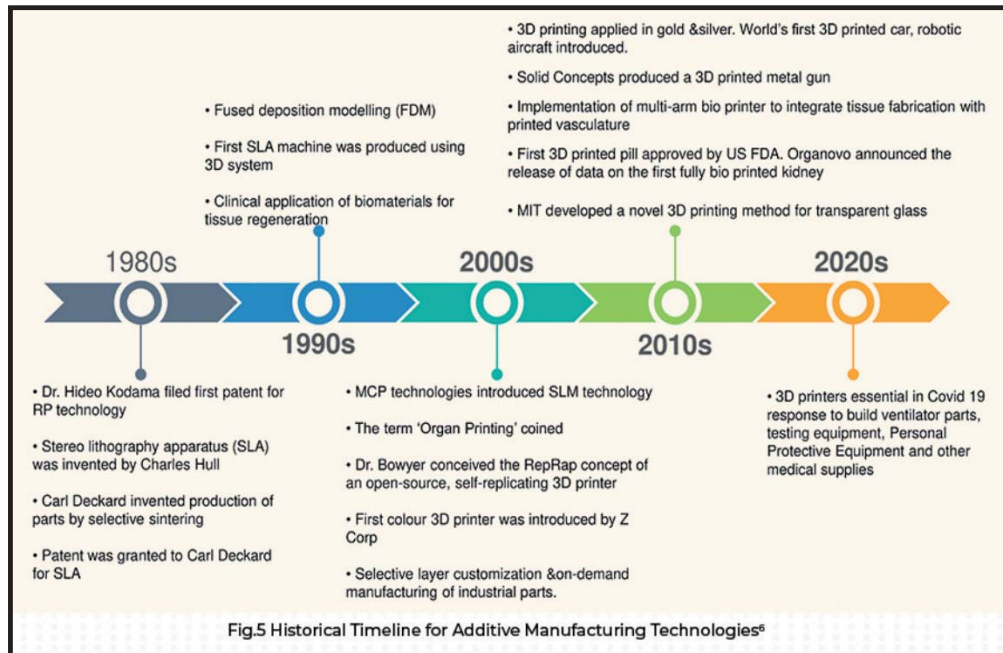 • 3D printing applied in gold &silver. World's first 3D printed car, robotic
aircraft introduced.
• Solid Concepts produced a 3D printed metal gun
• Implementation of multi-arm bio printer to integrate tissue fabrication with
printed vasculature
• First 3D printed pill approved by US FDA. Organovo announced the
release of data on the first fully bio printed kidney
• MIT developed a novel 3D printing method for transparent glass
• Fused deposition modelling (FDM)
• First SLA machine was produced using
3D system
• Clinical application of biomaterials for
tissue regeneration
1980s
2000s
2020s
1990s
2010s
• Dr. Hideo Kodama filed first patent for
RP technology
• Stereo lithography apparatus (SLA)
was invented by Charles Hull
• Carl Deckard invented production of
parts by selective sintering
• Patent was granted to Carl Deckard
for SLA
• MCP technologies introduced SLM technology
• The term 'Organ Printing' coined
• Dr. Bowyer conceived the RepRap concept of
an open-source, self-replicating 3D printer
• First colour 3D printer was introduced by Z
Corp
• Selective layer customization &on-demand
manufacturing of industrial parts.
• 3D printers essential in Covid 19
response to build ventilator parts,
testing equipment, Personal
Protective Equipment and other
medical supplies
Fig.5 Historical Timeline for Additive Manufacturing Technologies⁶